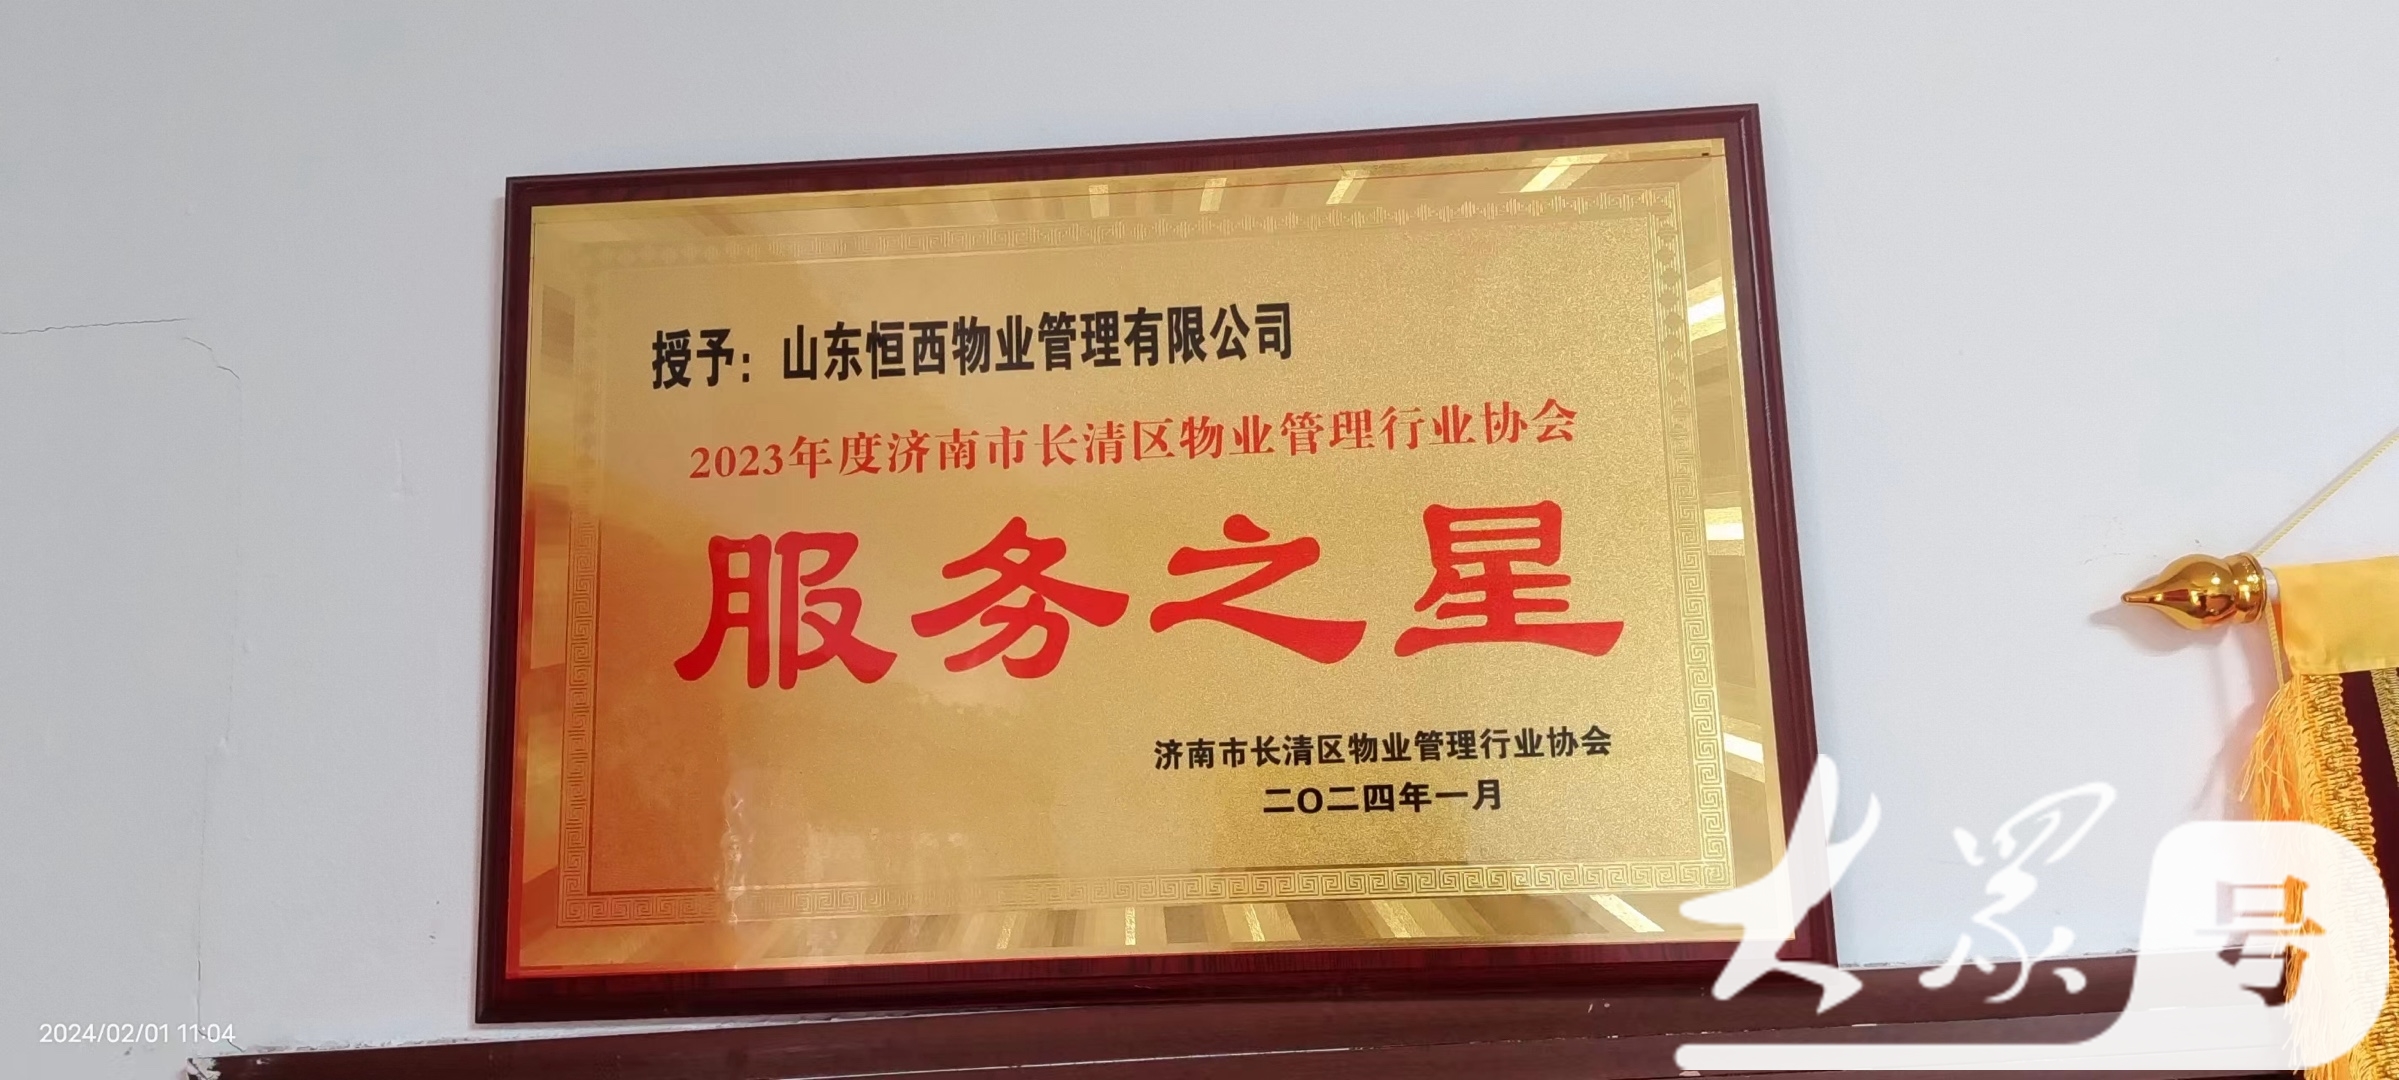 授予：山东恒西物业管理有限公司
2023年度济南市长清区物业管理行业协会
服务之星
济南市长清区物业管理行业协会
二〇二四年一月
大众号
2024/02/01 11:04